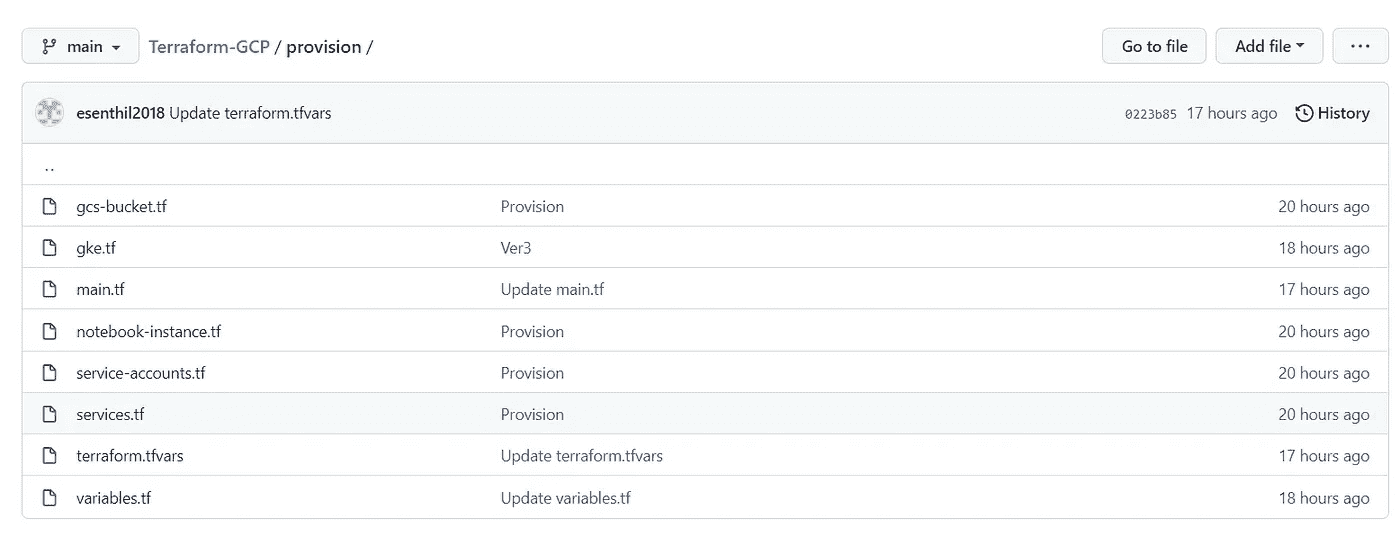 main Terraform-GCP / provision / Go to file Add file ...
esenthil2018 Update terraform.tfvars 0223b85 17 hours ago History
..
gcs-bucket.tf Provision 20 hours ago
gke.tf Ver3 18 hours ago
main.tf Update main.tf 17 hours ago
notebook-instance.tf Provision 20 hours ago
service-accounts.tf Provision 20 hours ago
services.tf Provision 20 hours ago
terraform.tfvars Update terraform.tfvars 17 hours ago
variables.tf Update variables.tf 18 hours ago